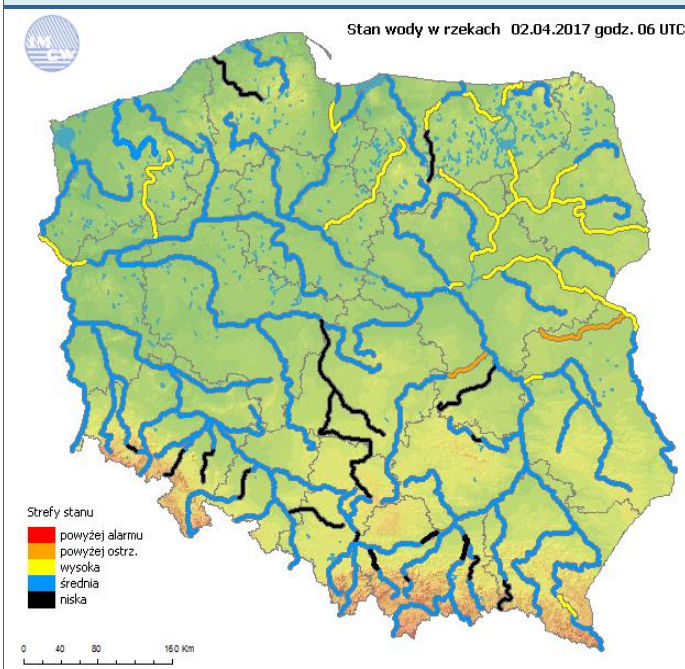 Stan wody w rzekach 02.04.2017 godz. 06 UTC
IMGW
Strefy stanu
powyżej alarmu
powyżej ostrz.
wysoka
średnia
niska
0 40 80 160 Km